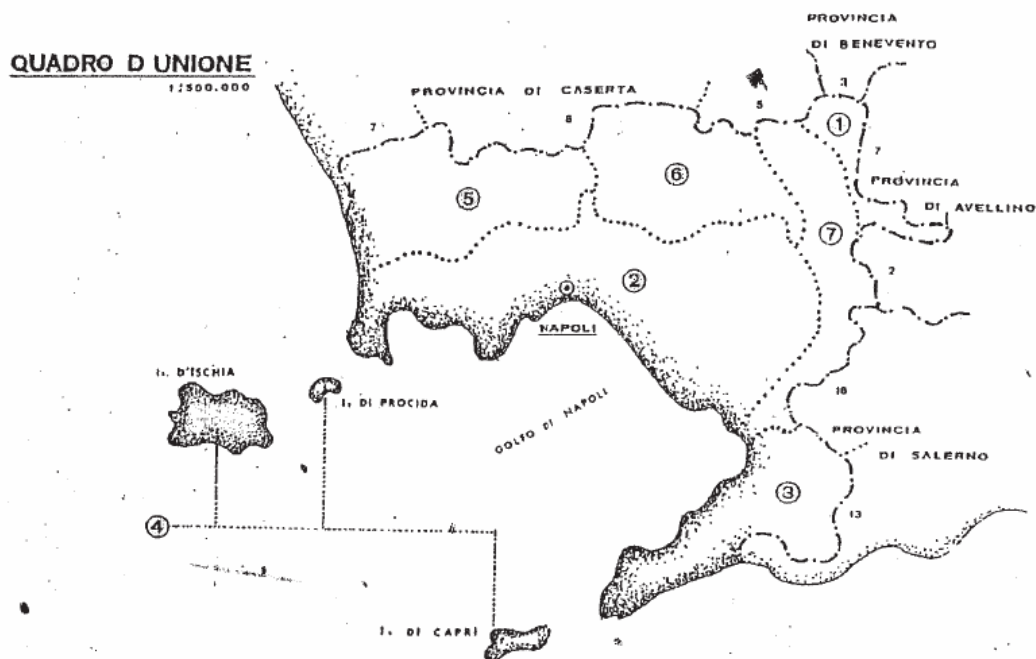 QUADRO D UNIONE
1:500.000
PROVINCIA
DI BENEVENTO
PROVINCIA DI CASERTA
3
5
8
7
①
7
⑥
⑤
PROVINCIA
DI AVELLINO
⑦
2
②
NAPOLI
I. D'ISCHIA
I. DI PROCIDA
GOLFO DI NAPOLI
18
PROVINCIA
DI SALERNO
③
④
13
I. DI CAPRI